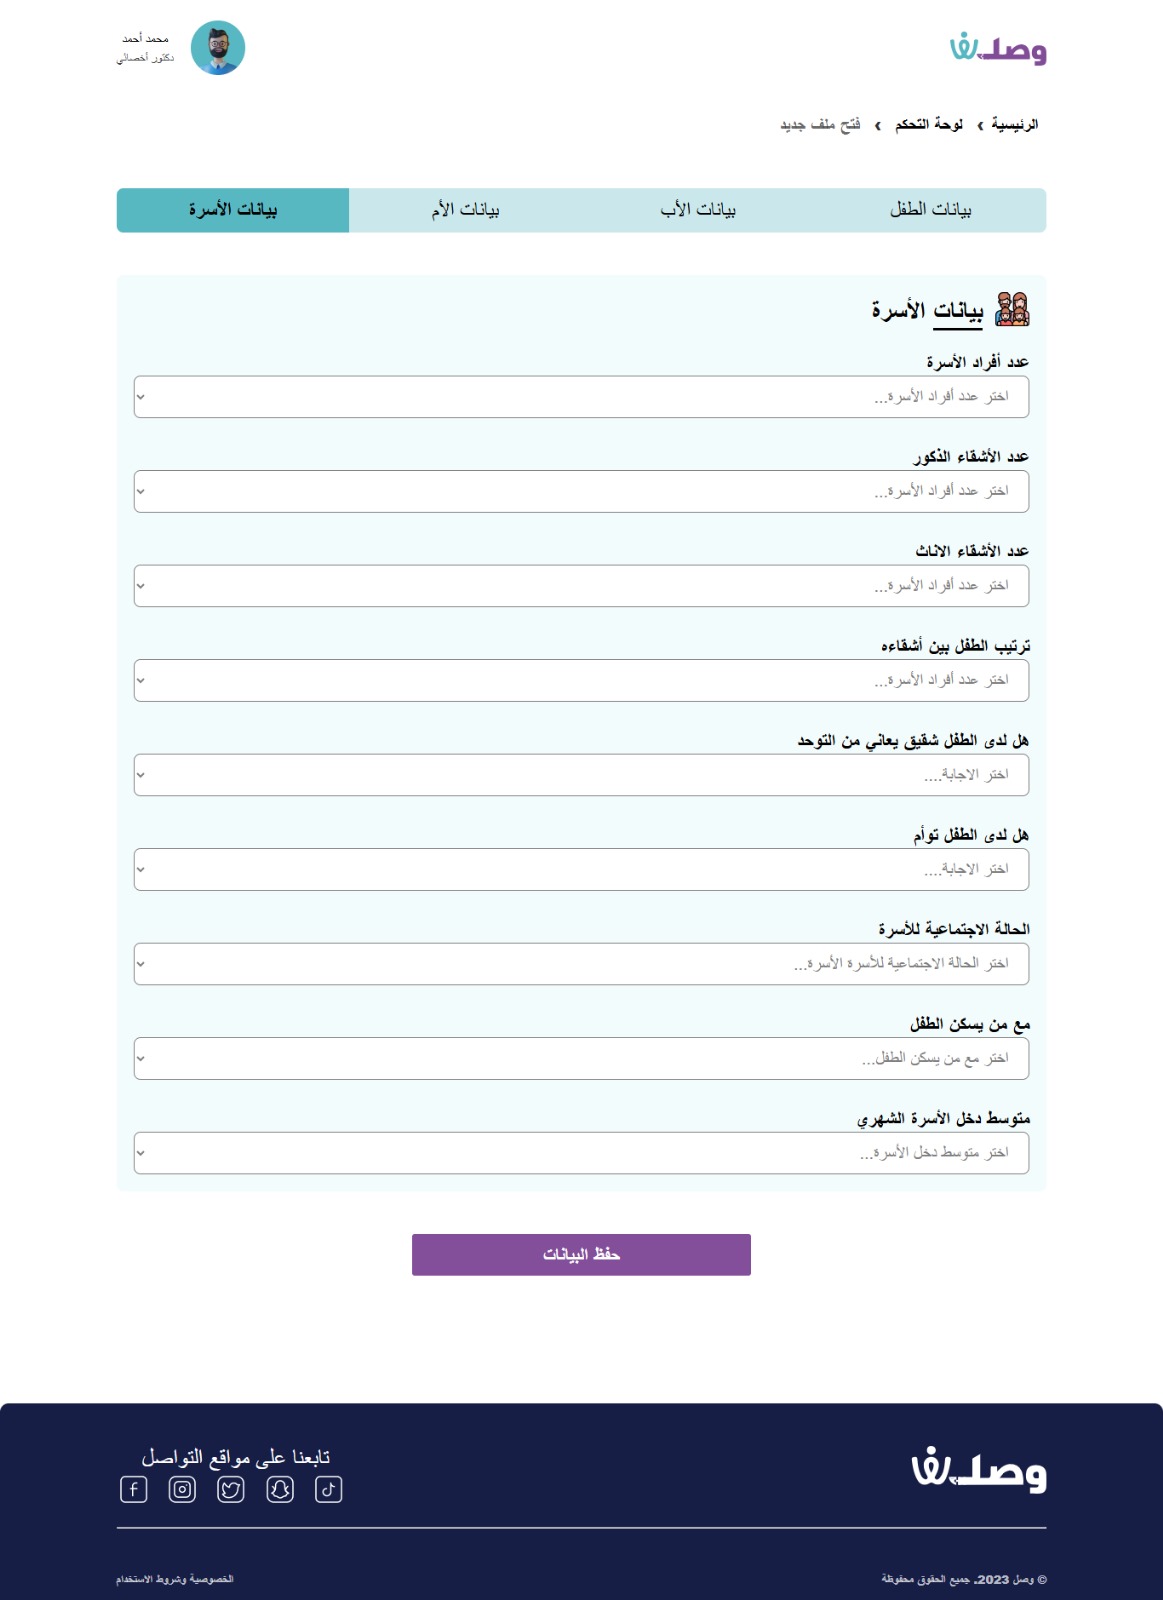 وصل
محمد أحمد
دكتور أخصائي
الرئيسية › لوحة التحكم › فتح ملف جديد
بيانات الطفل بيانات الأب بيانات الأم بيانات الأسرة
بيانات الأسرة
عدد أفراد الأسرة
اختر عدد أفراد الأسرة...
عدد الأشقاء الذكور
اختر عدد أفراد الأسرة...
عدد الأشقاء الاناث
اختر عدد أفراد الأسرة...
ترتيب الطفل بين أشقاءه
اختر عدد أفراد الأسرة...
هل لدى الطفل شقيق يعاني من التوحد
اختر الاجابة....
هل لدى الطفل توأم
اختر الاجابة....
الحالة الاجتماعية للأسرة
اختر الحالة الاجتماعية للأسرة الأسرة...
مع من يسكن الطفل
اختر مع من يسكن الطفل...
متوسط دخل الأسرة الشهري
اختر متوسط دخل الأسرة...
حفظ البيانات
وصل
تابعنا على مواقع التواصل
© وصل 2023. جميع الحقوق محفوظة
الخصوصية وشروط الاستخدام